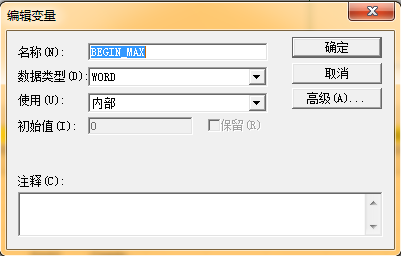 编辑变量
名称(N): BEGIN_MAX 确定
数据类型(D): WORD 取消
使用(U): 内部 高级(A)...
初始值(I): 0 保留(R)
注释(C):